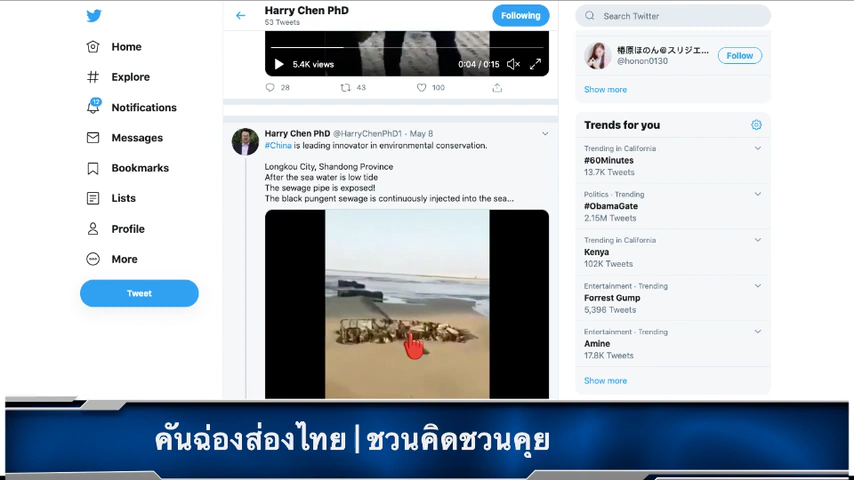 Harry Chen PhD
53 Tweets
Following
5.4K views
0:04 / 0:15
28
43
100
Home
Explore
12
Notifications
Messages
Bookmarks
Lists
Profile
More
Tweet
Harry Chen PhD @HarryChenPhD1 · May 8
#China is leading innovator in environmental conservation.
Longkou City, Shandong Province
After the sea water is low tide
The sewage pipe is exposed!
The black pungent sewage is continuously injected into the sea...
Search Twitter
椿原ほのん@スリジエ...
@honon0130
Follow
Show more
Trends for you
Trending in California
#60Minutes
13.7K Tweets
Politics · Trending
#ObamaGate
2.15M Tweets
Trending in California
Kenya
102K Tweets
Entertainment · Trending
Forrest Gump
5,396 Tweets
Entertainment · Trending
Amine
17.8K Tweets
Show more
คันฉ่องส่องไทย | ชวนคิดชวนคุย